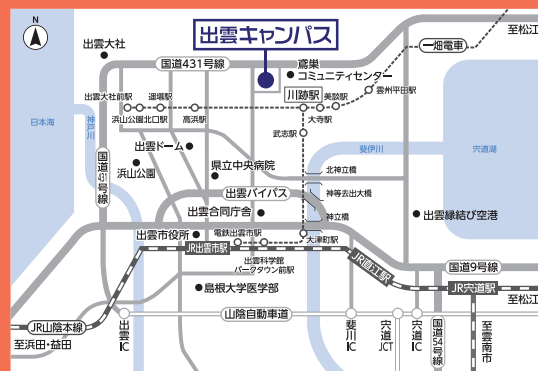 N
出雲キャンパス
至松江
出雲大社
国道431号線
鳶巣
コミュニティセンター
一畑電車
出雲大社前駅
遥堪駅
川跡駅
美談駅
雲州平田駅
浜山公園北口駅
高浜駅
大寺駅
日本海
神戸川
武志駅
斐伊川
宍道湖
出雲ドーム
国道431号線
浜山公園
県立中央病院
北神立橋
出雲バイパス
神等去出大橋
出雲合同庁舎
神立橋
出雲縁結び空港
出雲市役所
電鉄出雲市駅
大津町駅
JR出雲市駅
出雲科学館
パークタウン前駅
JR直江駅
国道9号線
島根大学医学部
JR宍道駅
至松江
山陰自動車道
JR山陰本線
至浜田・益田
出雲IC
斐川IC
宍道JCT
宍道IC
国道54号線
至雲南市